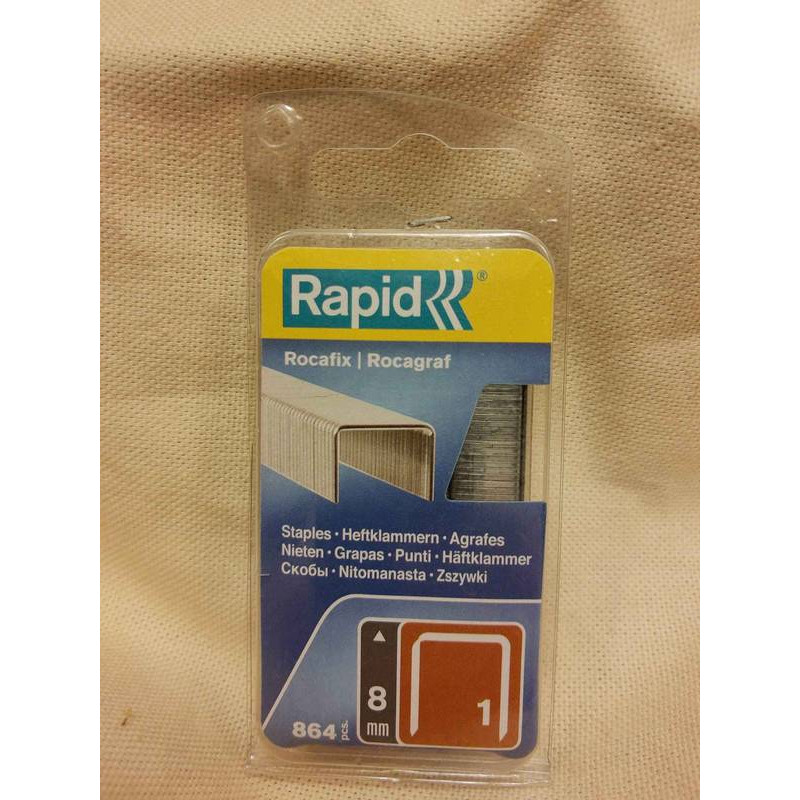 Rapid®
Rocafix | Rocagraf
Staples · Heftklammern · Agrafes
Nieten · Grapas · Punti · Häftklammer
Скобы · Nitomanasta · Zszywki
8
mm
1
864 pcs.